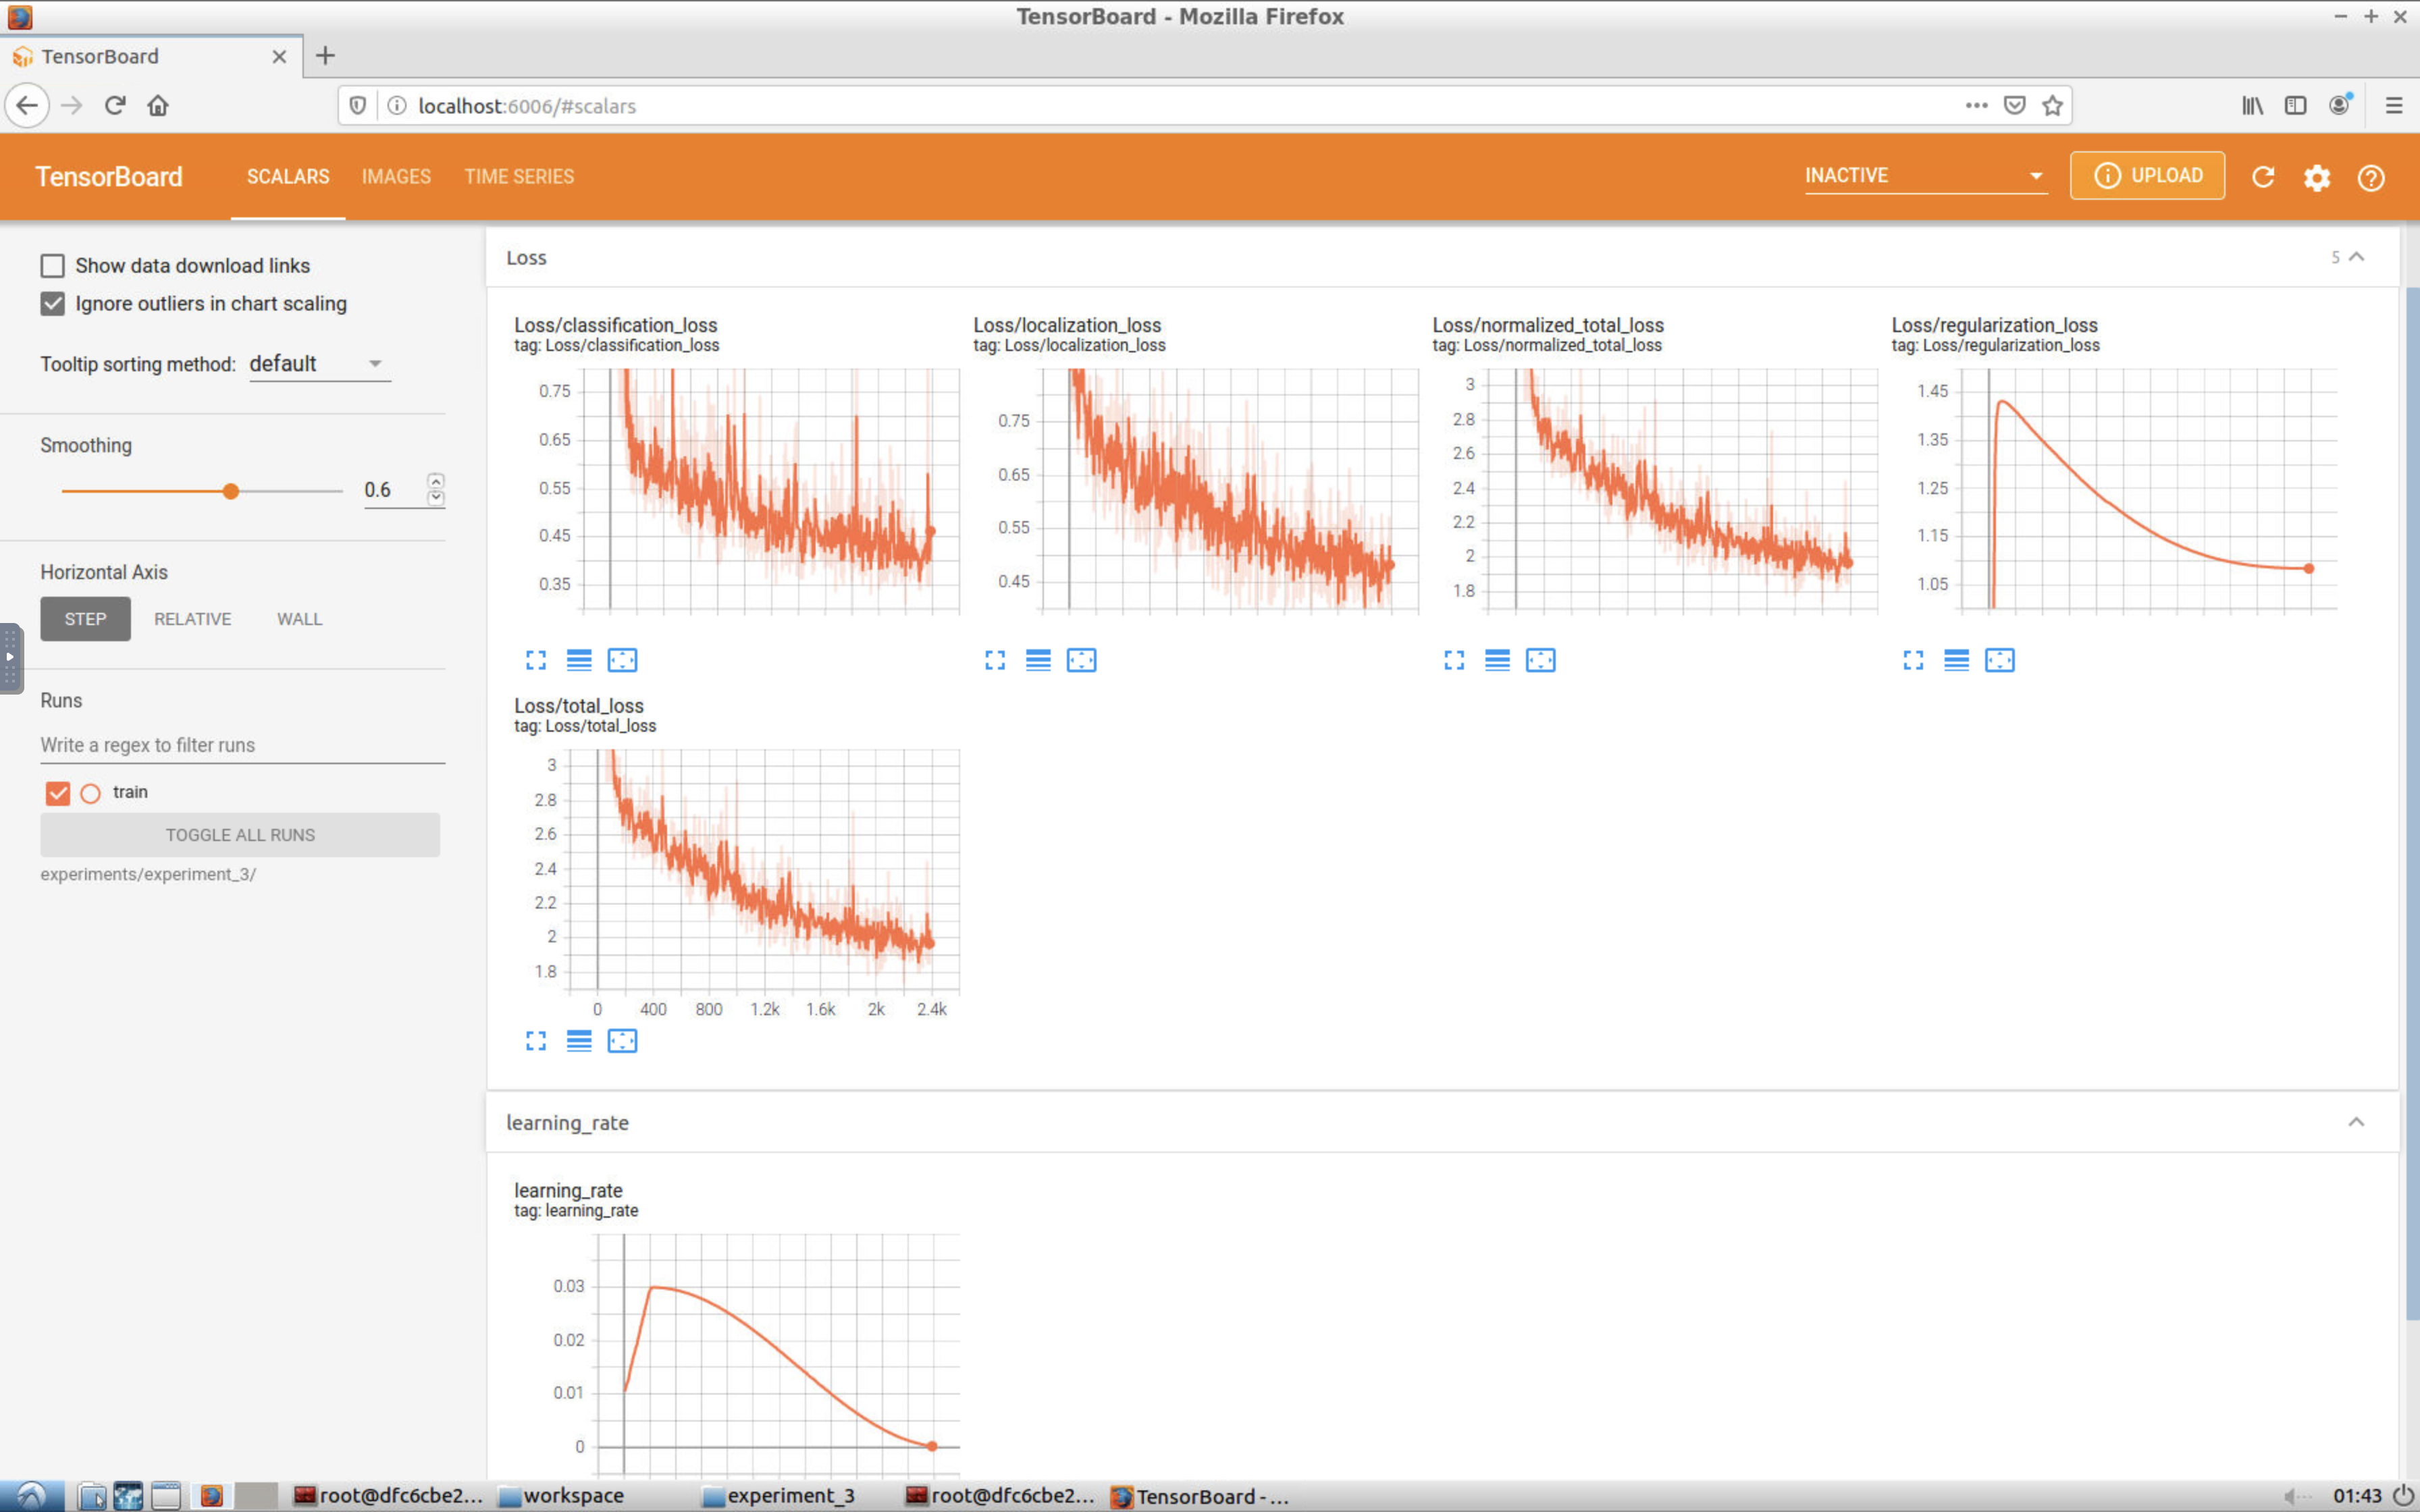 TensorBoard - Mozilla Firefox
TensorBoard
localhost:6006/#scalars
TensorBoard SCALARS IMAGES TIME SERIES INACTIVE UPLOAD
Show data download links
Ignore outliers in chart scaling
Tooltip sorting method: default
Smoothing
0.6
Horizontal Axis
STEP RELATIVE WALL
Runs
Write a regex to filter runs
train
TOGGLE ALL RUNS
experiments/experiment_3/
Loss 5
Loss/classification_loss
tag: Loss/classification_loss
0.75
0.65
0.55
0.45
0.35
Loss/localization_loss
tag: Loss/localization_loss
0.75
0.65
0.55
0.45
Loss/normalized_total_loss
tag: Loss/normalized_total_loss
3
2.8
2.6
2.4
2.2
2
1.8
Loss/regularization_loss
tag: Loss/regularization_loss
1.45
1.35
1.25
1.15
1.05
Loss/total_loss
tag: Loss/total_loss
3
2.8
2.6
2.4
2.2
2
1.8
0 400 800 1.2k 1.6k 2k 2.4k
learning_rate
learning_rate
tag: learning_rate
0.03
0.02
0.01
0
root@dfc6cbe2... workspace experiment_3 root@dfc6cbe2... TensorBoard - ... 01:43